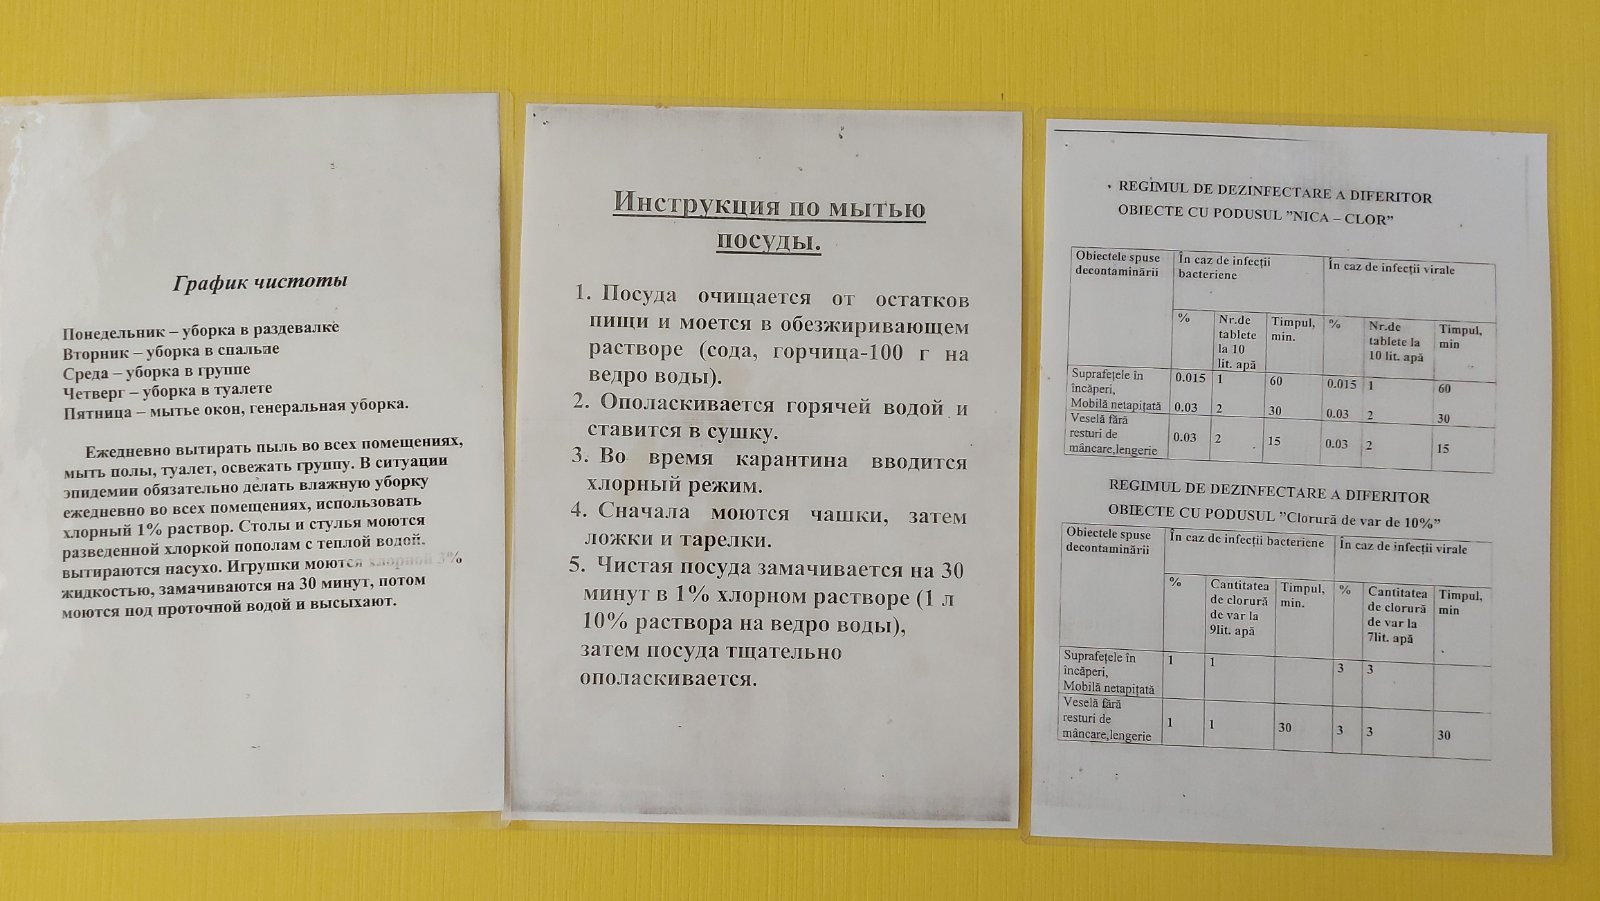 График чистоты
Понедельник – уборка в раздевалке
Вторник – уборка в спальне
Среда – уборка в группе
Четверг – уборка в туалете
Пятница – мытье окон, генеральная уборка.
Ежедневно вытирать пыль во всех помещениях,
мыть полы, туалет, освежать группу. В ситуации
эпидемии обязательно делать влажную уборку
ежедневно во всех помещениях, использовать
хлорный 1% раствор. Столы и стулья моются
разведенной хлоркой пополам с теплой водой,
вытираются насухо. Игрушки моются хлорной 3%
жидкостью, замачиваются на 30 минут, потом
моются под проточной водой и высыхают.
Инструкция по мытью
посуды.
1. Посуда очищается от остатков
пищи и моется в обезжиривающем
растворе (сода, горчица-100 г на
ведро воды).
2. Ополаскивается горячей водой и
ставится в сушку.
3. Во время карантина вводится
хлорный режим.
4. Сначала моются чашки, затем
ложки и тарелки.
5. Чистая посуда замачивается на 30
минут в 1% хлорном растворе (1 л
10% раствора на ведро воды),
затем посуда тщательно
ополаскивается.
REGIMUL DE DEZINFECTARE A DIFERITOR
OBIECTE CU PODUSUL ”NICA – CLOR”
Obiectele spuse În caz de infecții În caz de infecții virale
decontaminării bacteriene
% Nr.de Timpul, % Nr.de Timpul,
tablete min. tablete la min
la 10 10 lit. apă
lit. apă
Suprafețele în 0.015 1 60 0.015 1 60
încăperi,
Mobilă netapițată 0.03 2 30 0.03 2 30
Veselă fără
resturi de 0.03 2 15 0.03 2 15
mâncare,lengerie
REGIMUL DE DEZINFECTARE A DIFERITOR
OBIECTE CU PODUSUL ”Clorură de var de 10%”
Obiectele spuse În caz de infecții bacteriene În caz de infecții virale
decontaminării
% Cantitatea Timpul, % Cantitatea Timpul,
de clorură min. de clorură min
de var la de var la
9lit. apă 7lit. apă
Suprafețele în 1 1 3 3
încăperi,
Mobilă netapițată
Veselă fără
resturi de 1 1 30 3 3 30
mâncare,lengerie